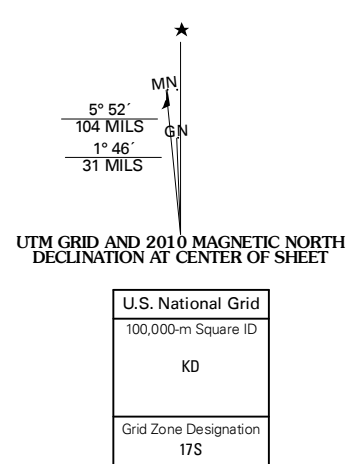 ★
MN.
5° 52´
104 MILS
GN
1° 46´
31 MILS
UTM GRID AND 2010 MAGNETIC NORTH
DECLINATION AT CENTER OF SHEET
U.S. National Grid
100,000-m Square ID
KD
Grid Zone Designation
17S